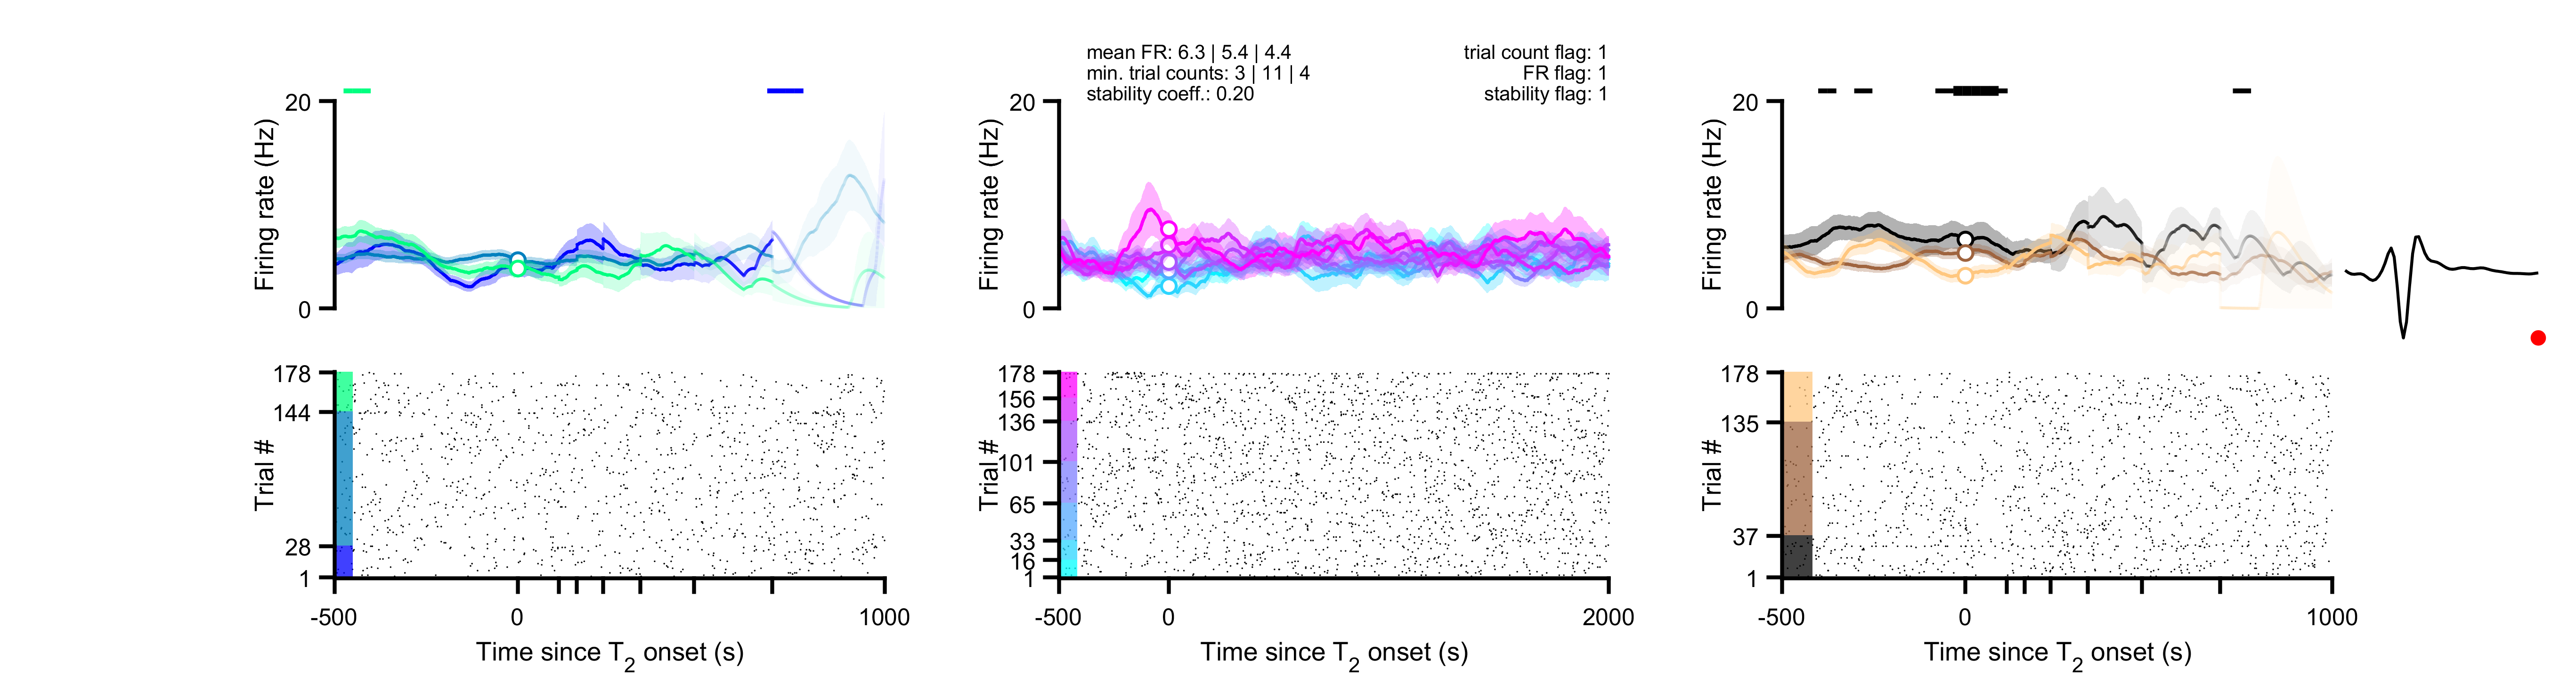 mean FR: 6.3 | 5.4 | 4.4
min. trial counts: 3 | 11 | 4
stability coeff.: 0.20
trial count flag: 1
FR flag: 1
stability flag: 1
20
Firing rate (Hz)
0
20
Firing rate (Hz)
0
20
Firing rate (Hz)
0
178
144
Trial #
28
1
-500
0
1000
Time since T2 onset (s)
178
156
136
Trial #
101
65
33
16
1
-500
0
2000
Time since T2 onset (s)
178
135
Trial #
37
1
-500
0
1000
Time since T2 onset (s)